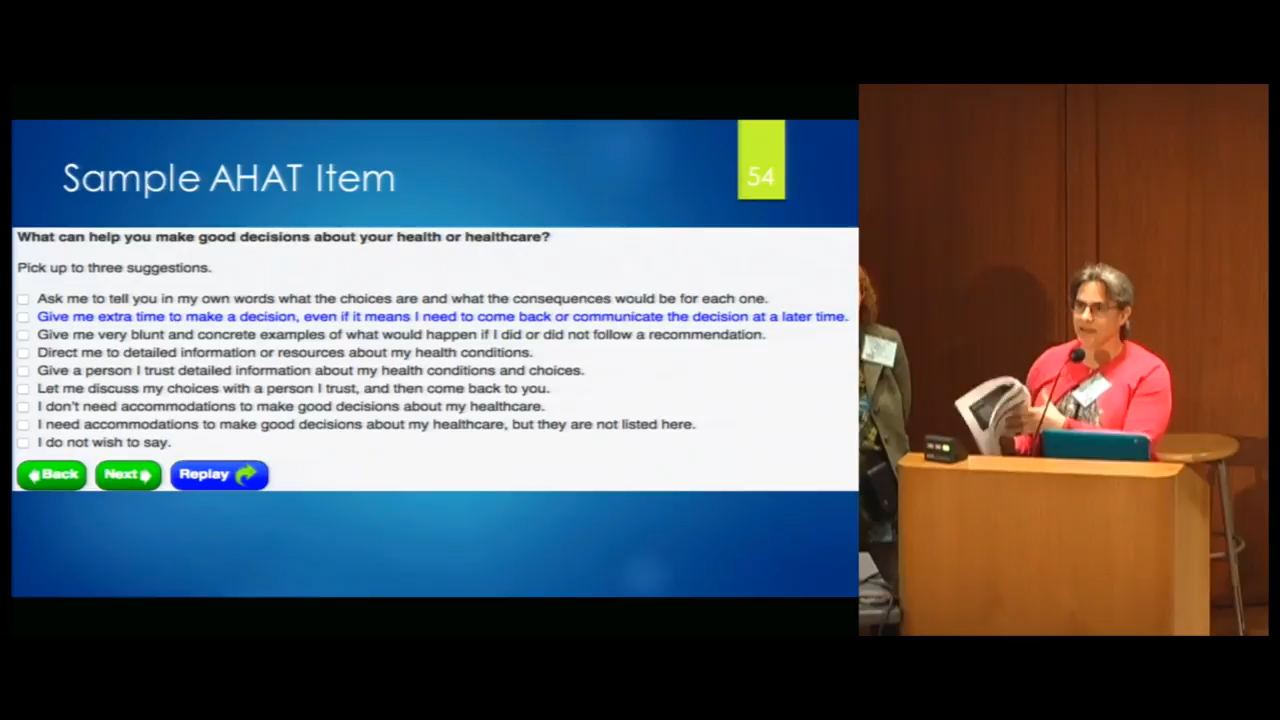 Sample AHAT Item
54
What can help you make good decisions about your health or healthcare?
Pick up to three suggestions.
Ask me to tell you in my own words what the choices are and what the consequences would be for each one.
Give me extra time to make a decision, even if it means I need to come back or communicate the decision at a later time.
Give me very blunt and concrete examples of what would happen if I did or did not follow a recommendation.
Direct me to detailed information or resources about my health conditions.
Give a person I trust detailed information about my health conditions and choices.
Let me discuss my choices with a person I trust, and then come back to you.
I don't need accommodations to make good decisions about my healthcare.
I need accommodations to make good decisions about my healthcare, but they are not listed here.
I do not wish to say.
Back Next Replay